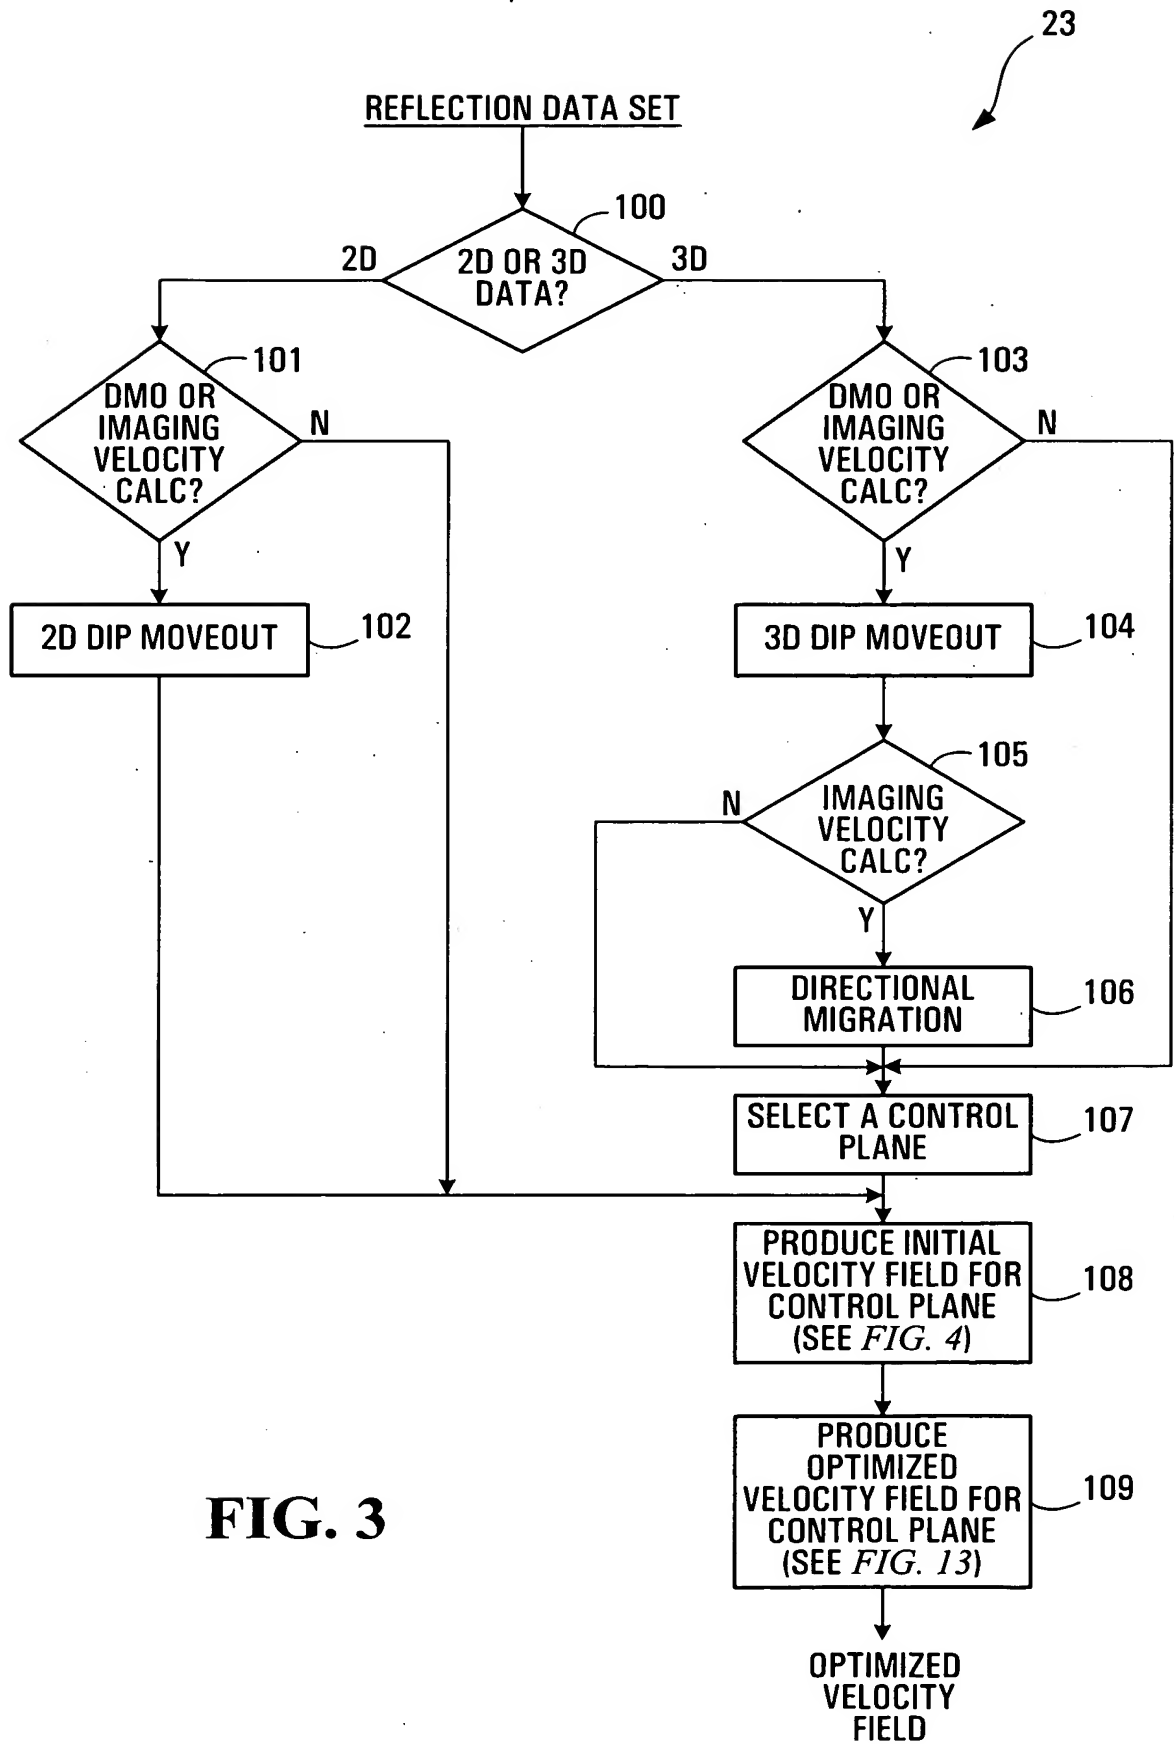 23
REFLECTION DATA SET
100
2D
2D OR 3D
DATA?
3D
101
DMO OR
IMAGING
VELOCITY
CALC?
N
Y
103
DMO OR
IMAGING
VELOCITY
CALC?
N
Y
2D DIP MOVEOUT
102
3D DIP MOVEOUT
104
105
N
IMAGING
VELOCITY
CALC?
Y
DIRECTIONAL
MIGRATION
106
SELECT A CONTROL
PLANE
107
PRODUCE INITIAL
VELOCITY FIELD FOR
CONTROL PLANE
(SEE FIG. 4)
108
PRODUCE
OPTIMIZED
VELOCITY FIELD FOR
CONTROL PLANE
(SEE FIG. 13)
109
FIG. 3
OPTIMIZED
VELOCITY
FIELD